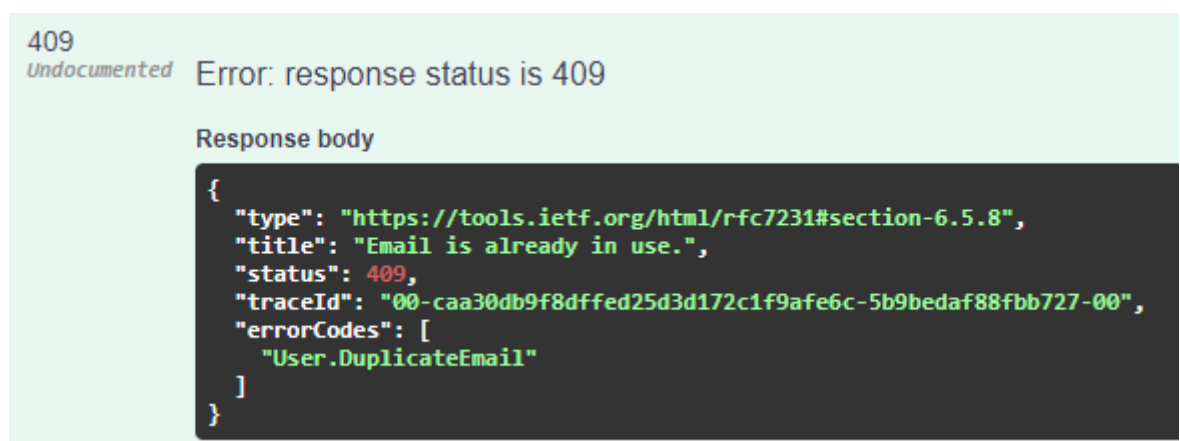 409
Undocumented
Error: response status is 409
Response body
{
  "type": "https://tools.ietf.org/html/rfc7231#section-6.5.8",
  "title": "Email is already in use.",
  "status": 409,
  "traceId": "00-caa30db9f8dffed25d3d172c1f9afe6c-5b9bedaf88fbb727-00",
  "errorCodes": [
    "User.DuplicateEmail"
  ]
}